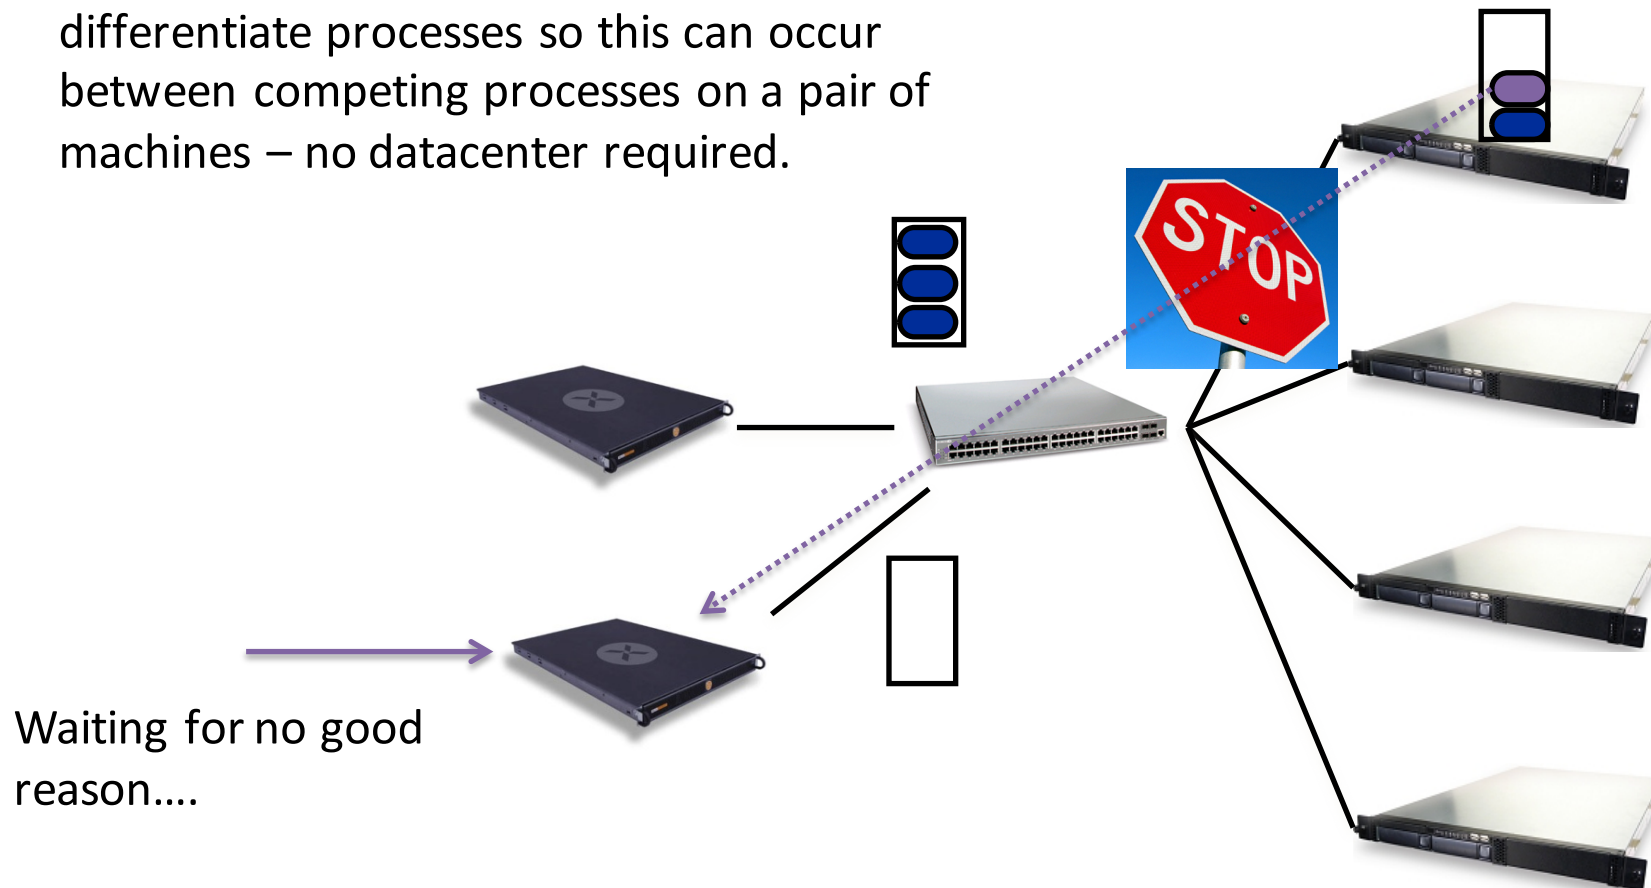 differentiate processes so this can occur
between competing processes on a pair of
machines – no datacenter required.
STOP
Waiting for no good
reason....